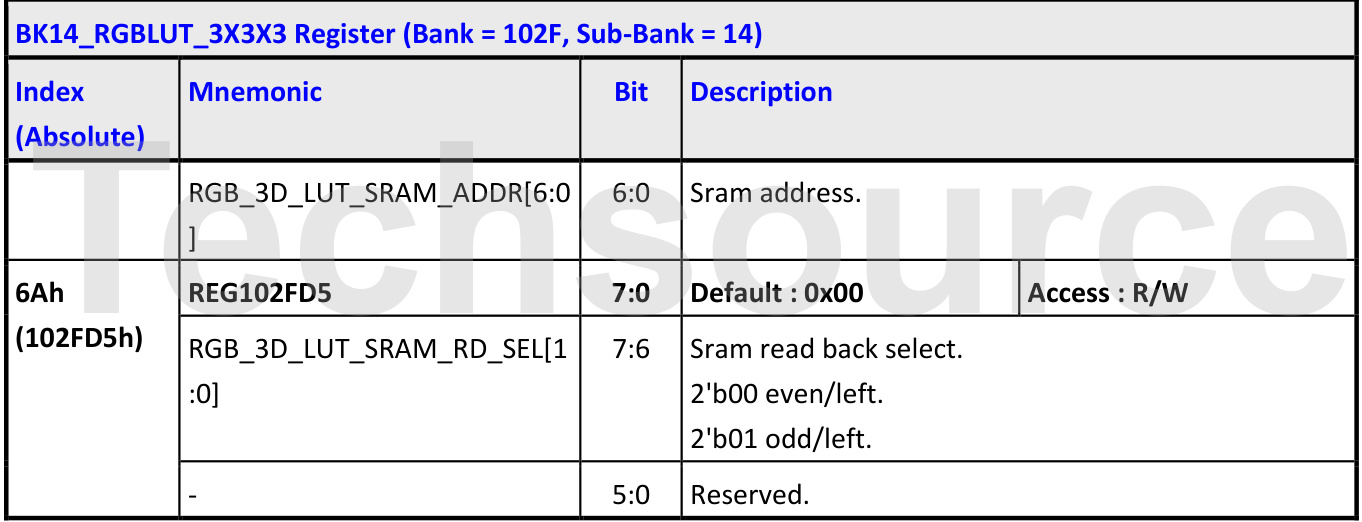 BK14_RGBLUT_3X3X3 Register (Bank = 102F, Sub-Bank = 14)
Index Mnemonic Bit Description
(Absolute)
RGB_3D_LUT_SRAM_ADDR[6:0 6:0 Sram address.
]
6Ah REG102FD5 7:0 Default : 0x00 Access : R/W
(102FD5h)
RGB_3D_LUT_SRAM_RD_SEL[1 7:6 Sram read back select.
:0] 2'b00 even/left.
2'b01 odd/left.
- 5:0 Reserved.
Techsource